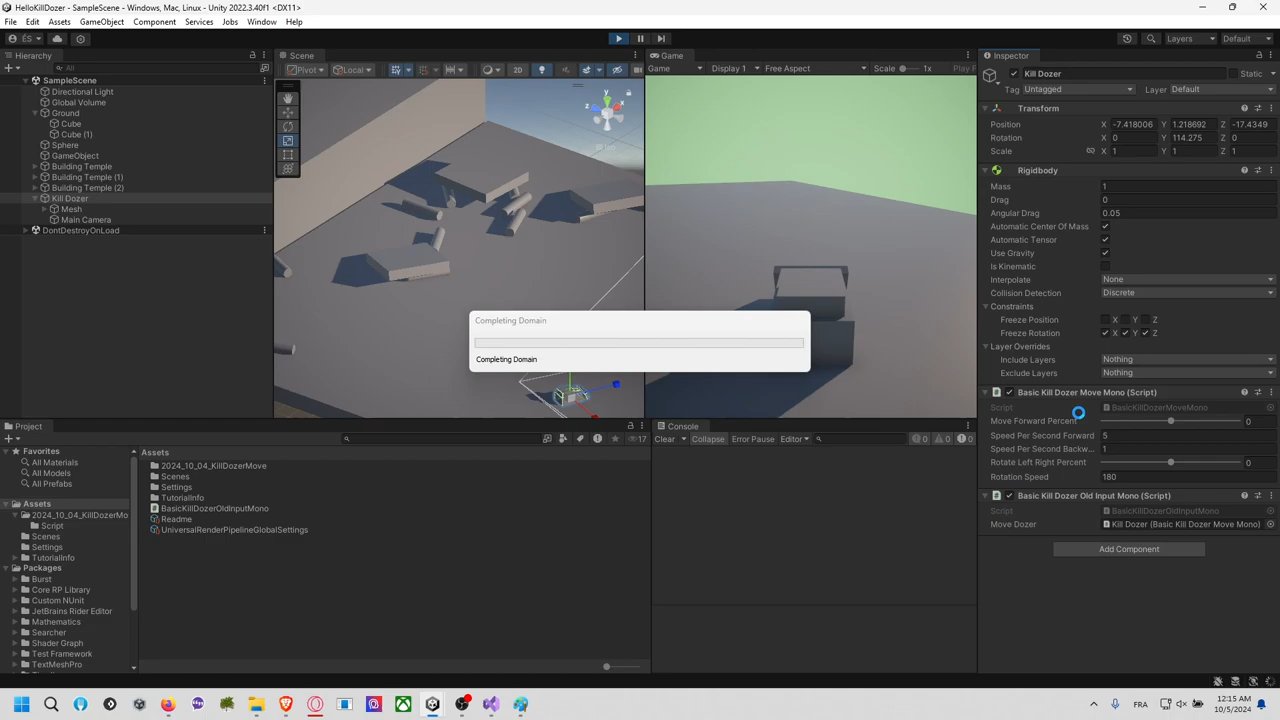 HelloKillDozer - SampleScene - Windows, Mac, Linux - Unity 2022.3.40f1 <DX11>
File Edit Assets GameObject Component Services Jobs Window Help
ÉS
Layers Default
Hierarchy
All
SampleScene
Directional Light
Global Volume
Ground
Cube
Cube (1)
Sphere
GameObject
Building Temple
Building Temple (1)
Building Temple (2)
Kill Dozer
Mesh
Main Camera
DontDestroyOnLoad
Scene
Pivot Local 2D
y
x
z
Game
Game Display 1 Free Aspect Scale 1x Play F
Completing Domain
Completing Domain
Inspector
Kill Dozer Static
Tag Untagged Layer Default
Transform
Position X -7.418006 Y 1.218692 Z -17.4349
Rotation X 0 Y 114.275 Z 0
Scale X 1 Y 1 Z 1
Rigidbody
Mass 1
Drag 0
Angular Drag 0.05
Automatic Center Of Mass
Automatic Tensor
Use Gravity
Is Kinematic
Interpolate None
Collision Detection Discrete
Constraints
Freeze Position X Y Z
Freeze Rotation X Y Z
Layer Overrides
Include Layers Nothing
Exclude Layers Nothing
Basic Kill Dozer Move Mono (Script)
Script BasicKillDozerMoveMono
Move Forward Percent 0
Speed Per Second Forward 5
Speed Per Second Backw... 1
Rotate Left Right Percent 0
Rotation Speed 180
Basic Kill Dozer Old Input Mono (Script)
Script BasicKillDozerOldInputMono
Move Dozer Kill Dozer (Basic Kill Dozer Move Mono)
Add Component
Project
17
Favorites
All Materials
All Models
All Prefabs
Assets
2024_10_04_KillDozerMo
Script
Scenes
Settings
TutorialInfo
Packages
Burst
Core RP Library
Custom NUnit
JetBrains Rider Editor
Mathematics
Searcher
Shader Graph
Test Framework
TextMeshPro
Assets
2024_10_04_KillDozerMove
Scenes
Settings
TutorialInfo
BasicKillDozerOldInputMono
Readme
UniversalRenderPipelineGlobalSettings
Console
Clear Collapse Error Pause Editor 0 0 0
FRA
12:15 AM
10/5/2024